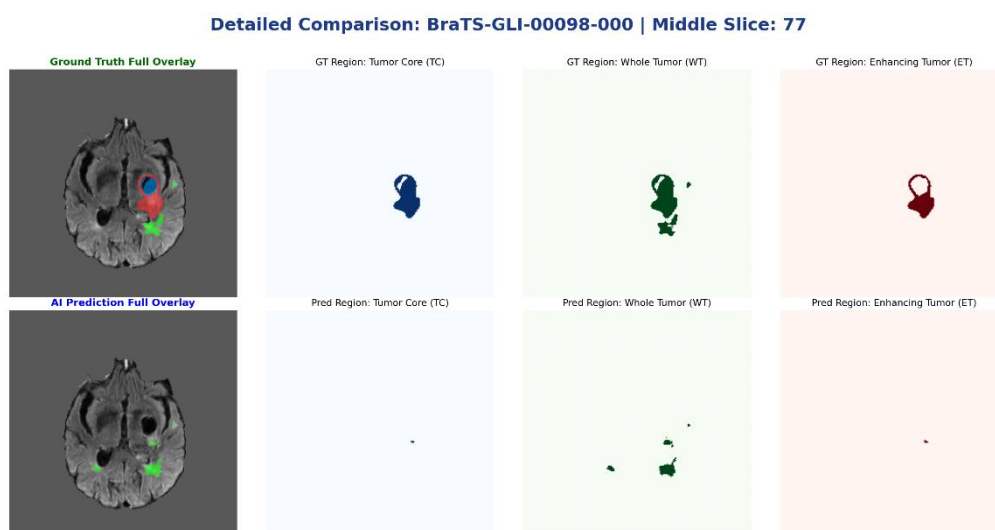 Detailed Comparison: BraTS-GLI-00098-000 | Middle Slice: 77
Ground Truth Full Overlay
GT Region: Tumor Core (TC)
GT Region: Whole Tumor (WT)
GT Region: Enhancing Tumor (ET)
AI Prediction Full Overlay
Pred Region: Tumor Core (TC)
Pred Region: Whole Tumor (WT)
Pred Region: Enhancing Tumor (ET)